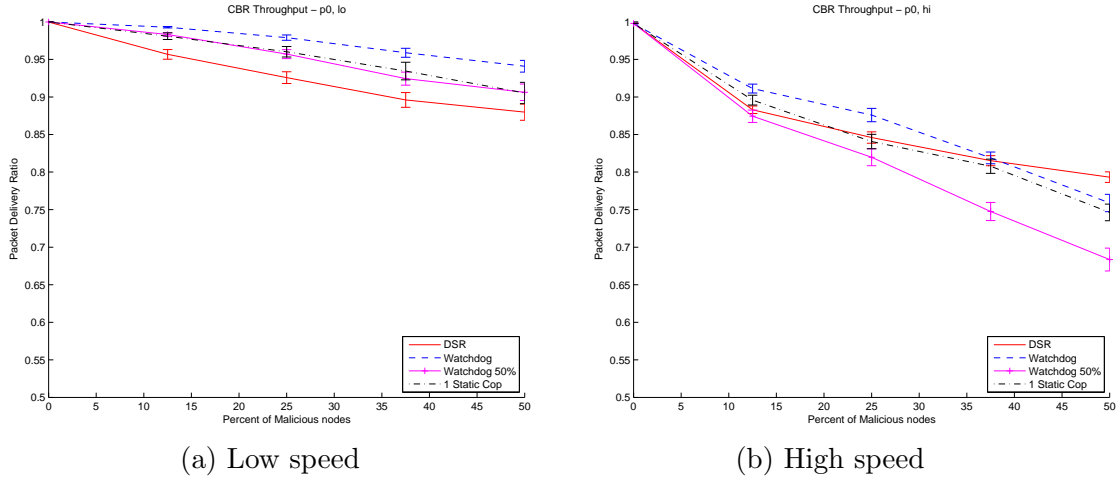 CBR Throughput – p0, lo
1
0.95
0.9
0.85
0.8
0.75
0.7
0.65
0.6
0.55
0.5
Packet Delivery Ratio
0 5 10 15 20 25 30 35 40 45 50
Percent of Malicious nodes
DSR
Watchdog
Watchdog 50%
1 Static Cop
(a) Low speed
CBR Throughput – p0, hi
1
0.95
0.9
0.85
0.8
0.75
0.7
0.65
0.6
0.55
0.5
Packet Delivery Ratio
0 5 10 15 20 25 30 35 40 45 50
Percent of Malicious nodes
DSR
Watchdog
Watchdog 50%
1 Static Cop
(b) High speed